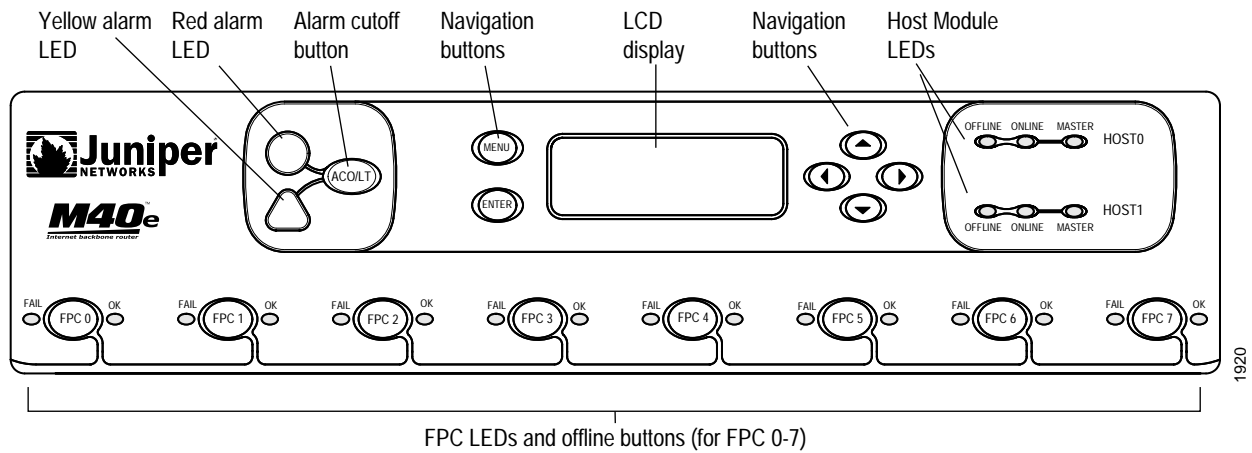 Yellow alarm LED
Red alarm LED
Alarm cutoff button
Navigation buttons
LCD display
Navigation buttons
Host Module LEDs
Juniper
NETWORKS
M40e
Internet backbone router
ACO/LT
MENU
ENTER
OFFLINE ONLINE MASTER
HOST0
HOST1
OFFLINE ONLINE MASTER
FAIL FPC 0 OK
FAIL FPC 1 OK
FAIL FPC 2 OK
FAIL FPC 3 OK
FAIL FPC 4 OK
FAIL FPC 5 OK
FAIL FPC 6 OK
FAIL FPC 7 OK
1920
FPC LEDs and offline buttons (for FPC 0-7)